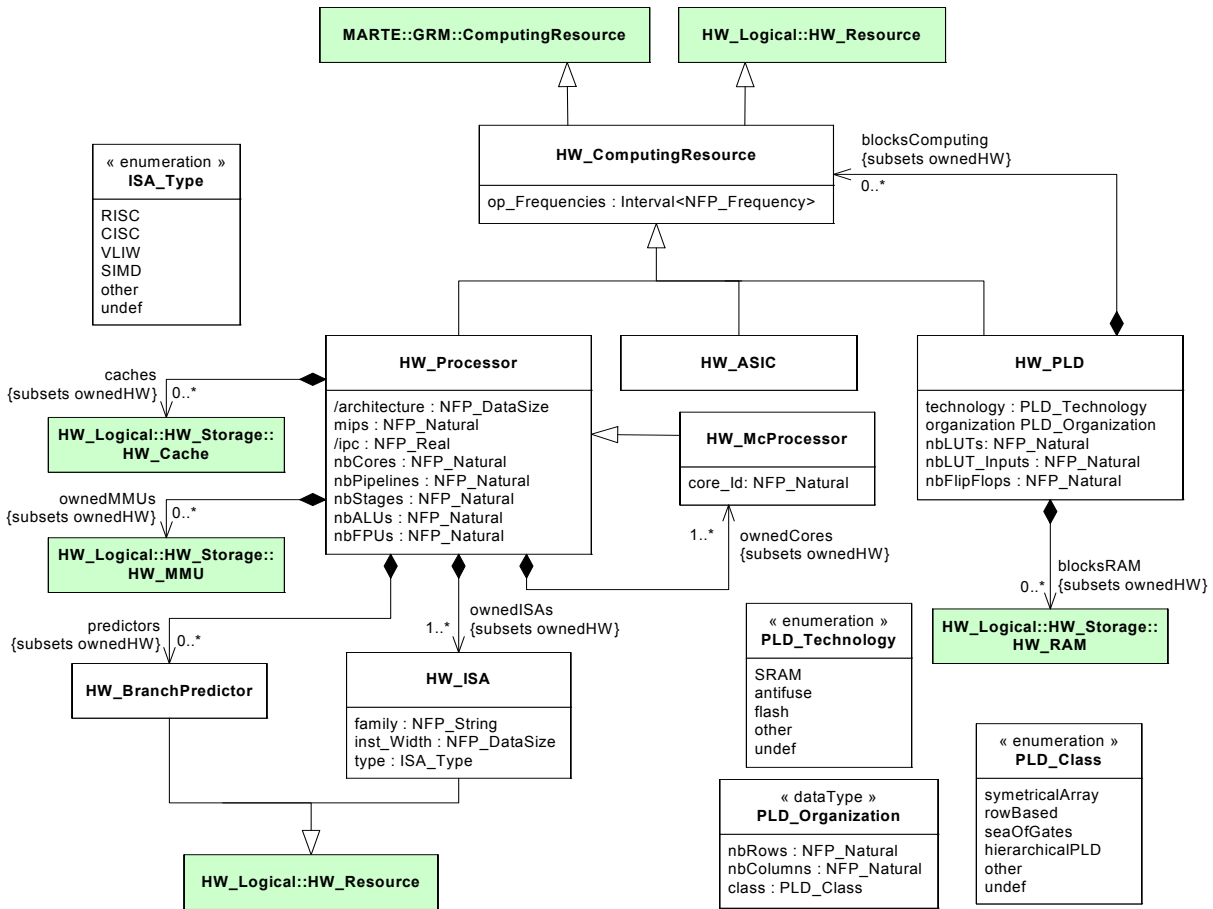 MARTE::GRM::ComputingResource
HW_Logical::HW_Resource
HW_ComputingResource
op_Frequencies : Interval<NFP_Frequency>
blocksComputing
{subsets ownedHW}
0..*
« enumeration »
ISA_Type
RISC
CISC
VLIW
SIMD
other
undef
HW_Processor
/architecture : NFP_DataSize
mips : NFP_Natural
/ipc : NFP_Real
nbCores : NFP_Natural
nbPipelines : NFP_Natural
nbStages : NFP_Natural
nbALUs : NFP_Natural
nbFPUs : NFP_Natural
HW_ASIC
HW_PLD
technology : PLD_Technology
organization PLD_Organization
nbLUTs: NFP_Natural
nbLUT_Inputs : NFP_Natural
nbFlipFlops : NFP_Natural
caches
{subsets ownedHW}
0..*
HW_Logical::HW_Storage::
HW_Cache
HW_McProcessor
core_Id: NFP_Natural
ownedMMUs
{subsets ownedHW}
0..*
HW_Logical::HW_Storage::
HW_MMU
1..*
ownedCores
{subsets ownedHW}
blocksRAM
{subsets ownedHW}
0..*
HW_Logical::HW_Storage::
HW_RAM
predictors
{subsets ownedHW}
0..*
HW_BranchPredictor
ownedISAs
{subsets ownedHW}
1..*
HW_ISA
family : NFP_String
inst_Width : NFP_DataSize
type : ISA_Type
« enumeration »
PLD_Technology
SRAM
antifuse
flash
other
undef
« enumeration »
PLD_Class
symetricalArray
rowBased
seaOfGates
hierarchicalPLD
other
undef
« dataType »
PLD_Organization
nbRows : NFP_Natural
nbColumns : NFP_Natural
class : PLD_Class
HW_Logical::HW_Resource